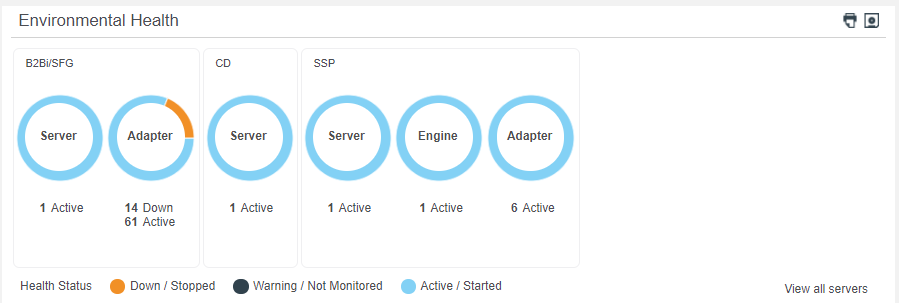 Environmental Health
B2Bi/SFG
CD
SSP
Server
Adapter
Server
Server
Engine
Adapter
1 Active
14 Down
61 Active
1 Active
1 Active
1 Active
6 Active
Health Status
Down / Stopped
Warning / Not Monitored
Active / Started
View all servers